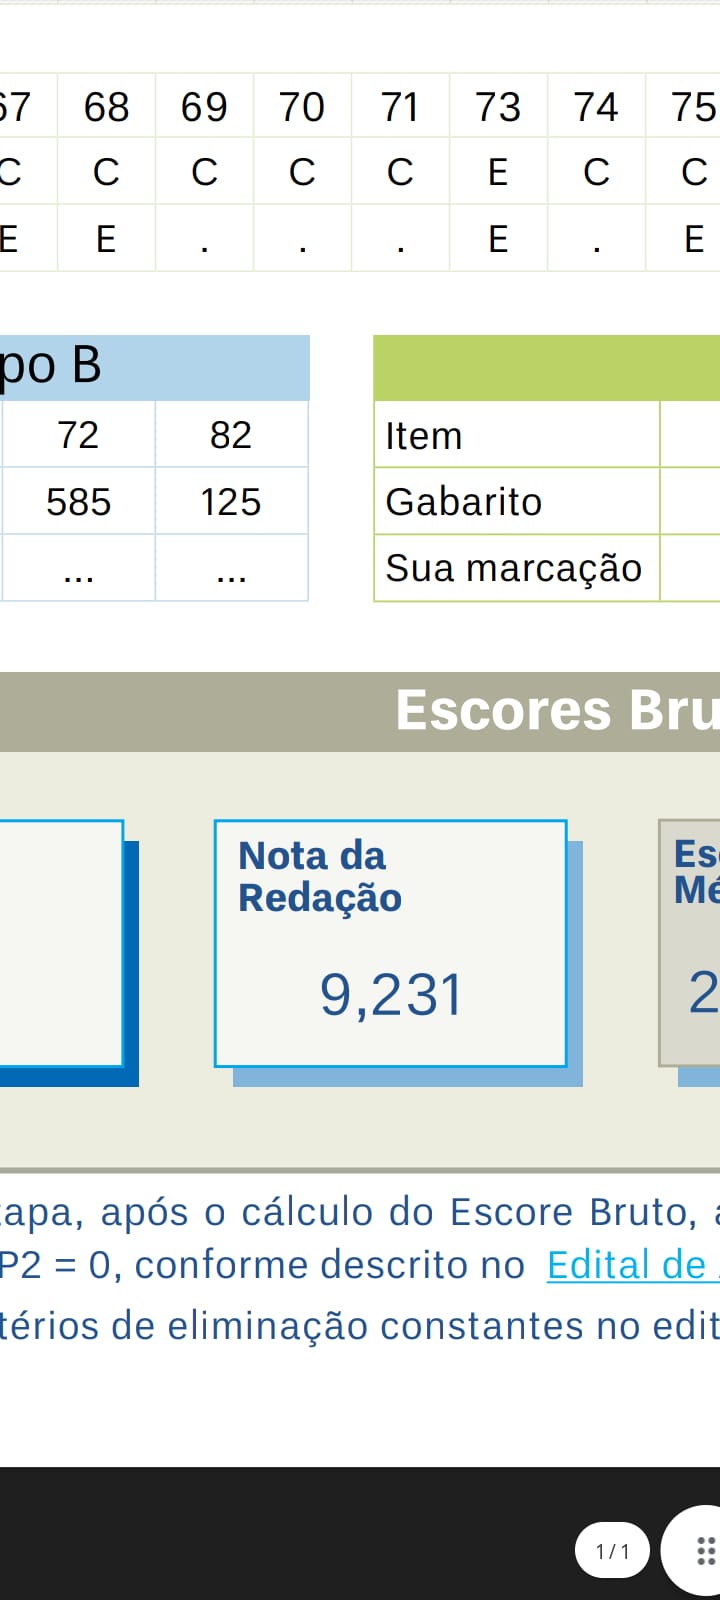 67 68 69 70 71 73 74 75
C C C C C E C C
E E . . . E . E
po B
72 82
585 125
... ...
Item
Gabarito
Sua marcação
Escores Bru
Nota da
Redação
9,231
Es
Mé
2
tapa, após o cálculo do Escore Bruto, a
P2 = 0, conforme descrito no Edital de
térios de eliminação constantes no edit
1 / 1